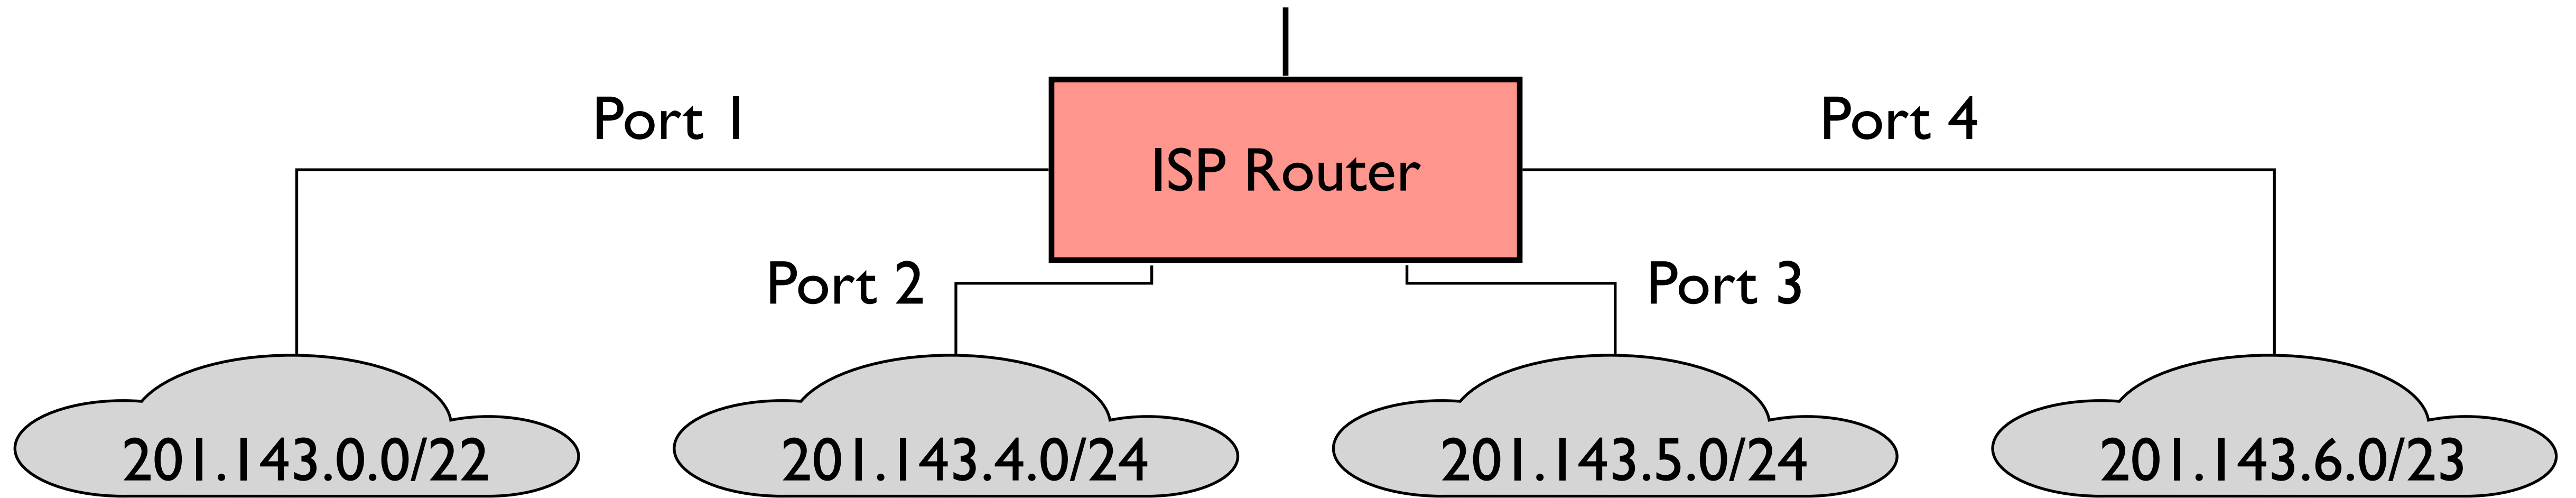 Port 1
Port 4
ISP Router
Port 2
Port 3
201.143.0.0/22
201.143.4.0/24
201.143.5.0/24
201.143.6.0/23